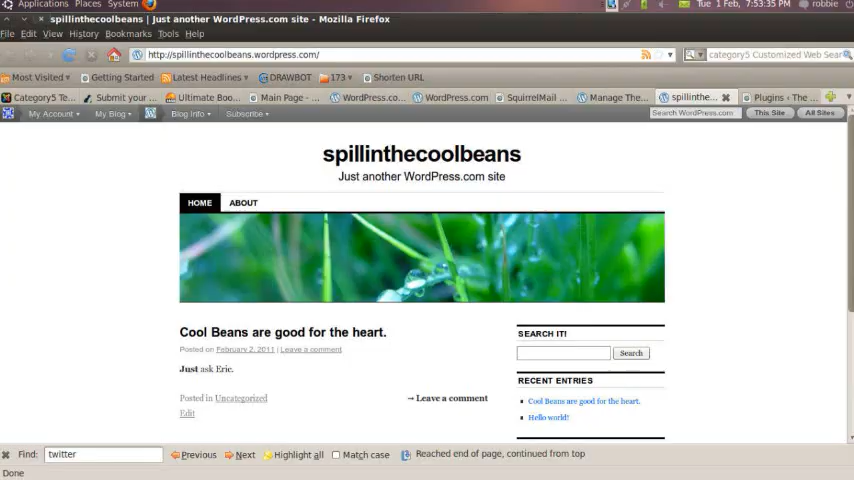 Applications Places System
Tue 1 Feb, 7:53:35 PM robbie
spillinthecoolbeans | Just another WordPress.com site - Mozilla Firefox
File Edit View History Bookmarks Tools Help
http://spillinthecoolbeans.wordpress.com/
category5 Customized Web Sear
Most Visited Getting Started Latest Headlines DRAWBOT 173 Shorten URL
Category5 Te... Submit your ... Ultimate Boo... Main Page - ... WordPress.co... WordPress.com SquirrelMail ... Manage The... spillinthe... Plugins ‹ The ...
My Account My Blog Blog Info Subscribe Search WordPress.com This Site All Sites
spillinthecoolbeans
Just another WordPress.com site
HOME ABOUT
Cool Beans are good for the heart.
Posted on February 2, 2011 | Leave a comment
Just ask Eric.
Posted in Uncategorized
→ Leave a comment
Edit
SEARCH IT!
Search
RECENT ENTRIES
Cool Beans are good for the heart.
Hello world!
Find: twitter Previous Next Highlight all Match case Reached end of page, continued from top
Done